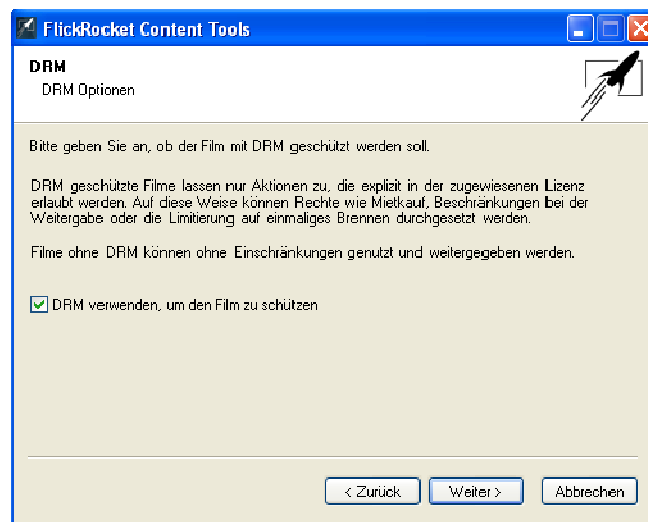 FlickRocket Content Tools
DRM
DRM Optionen
Bitte geben Sie an, ob der Film mit DRM geschützt werden soll.
DRM geschützte Filme lassen nur Aktionen zu, die explizit in der zugewiesenen Lizenz
erlaubt werden. Auf diese Weise können Rechte wie Mietkauf, Beschränkungen bei der
Weitergabe oder die Limitierung auf einmaliges Brennen durchgesetzt werden.
Filme ohne DRM können ohne Einschränkungen genutzt und weitergegeben werden.
DRM verwenden, um den Film zu schützen
< Zurück Weiter > Abbrechen